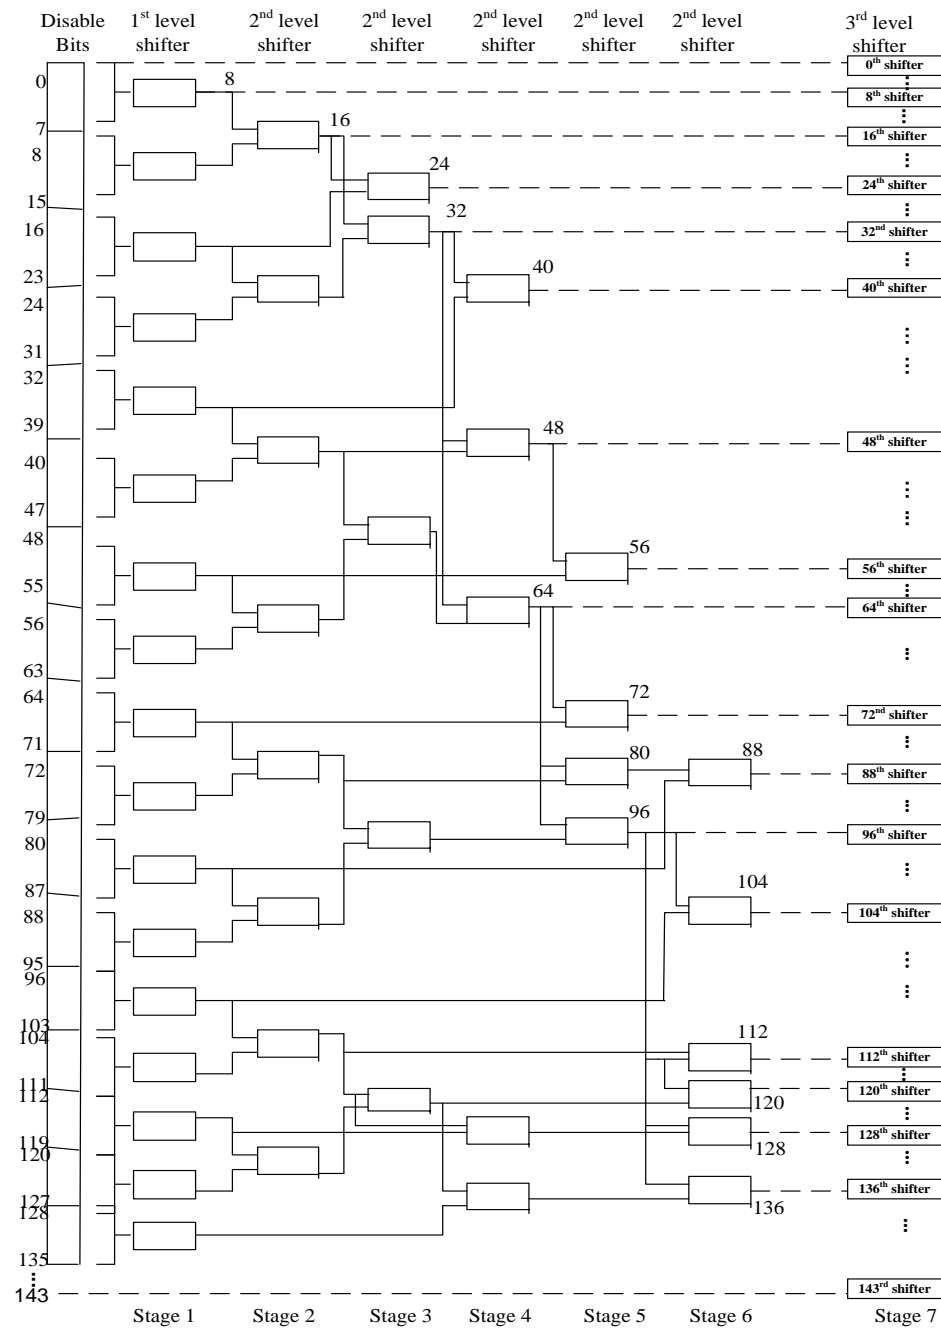 Disable Bits
1st level shifter
2nd level shifter
2nd level shifter
2nd level shifter
2nd level shifter
2nd level shifter
3rd level shifter
0
7
8
15
16
23
24
31
32
39
40
47
48
55
56
63
64
71
72
79
80
87
88
95
96
103
104
111
112
119
120
127
128
135
143
8
16
24
32
40
48
56
64
72
80
88
96
104
112
120
128
136
0th shifter
8th shifter
16th shifter
24th shifter
32nd shifter
40th shifter
48th shifter
56th shifter
64th shifter
72nd shifter
88th shifter
96th shifter
104th shifter
112th shifter
120th shifter
128th shifter
136th shifter
143rd shifter
Stage 1
Stage 2
Stage 3
Stage 4
Stage 5
Stage 6
Stage 7